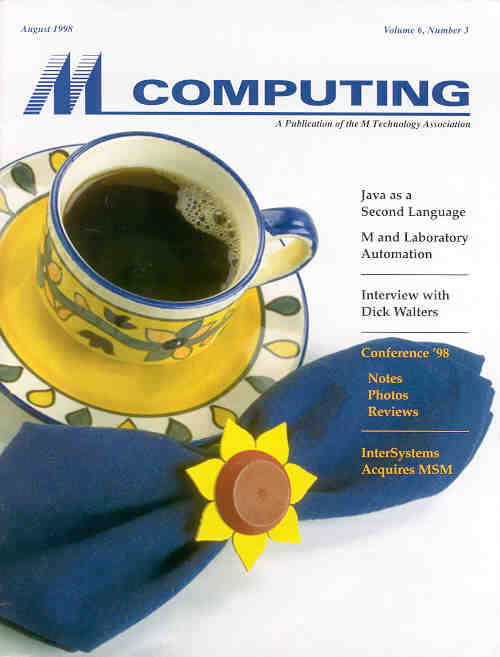 August 1998
Volume 6, Number 3
M COMPUTING
A Publication of the M Technology Association
Java as a
Second Language
M and Laboratory
Automation
Interview with
Dick Walters
Conference '98
Notes
Photos
Reviews
InterSystems
Acquires MSM